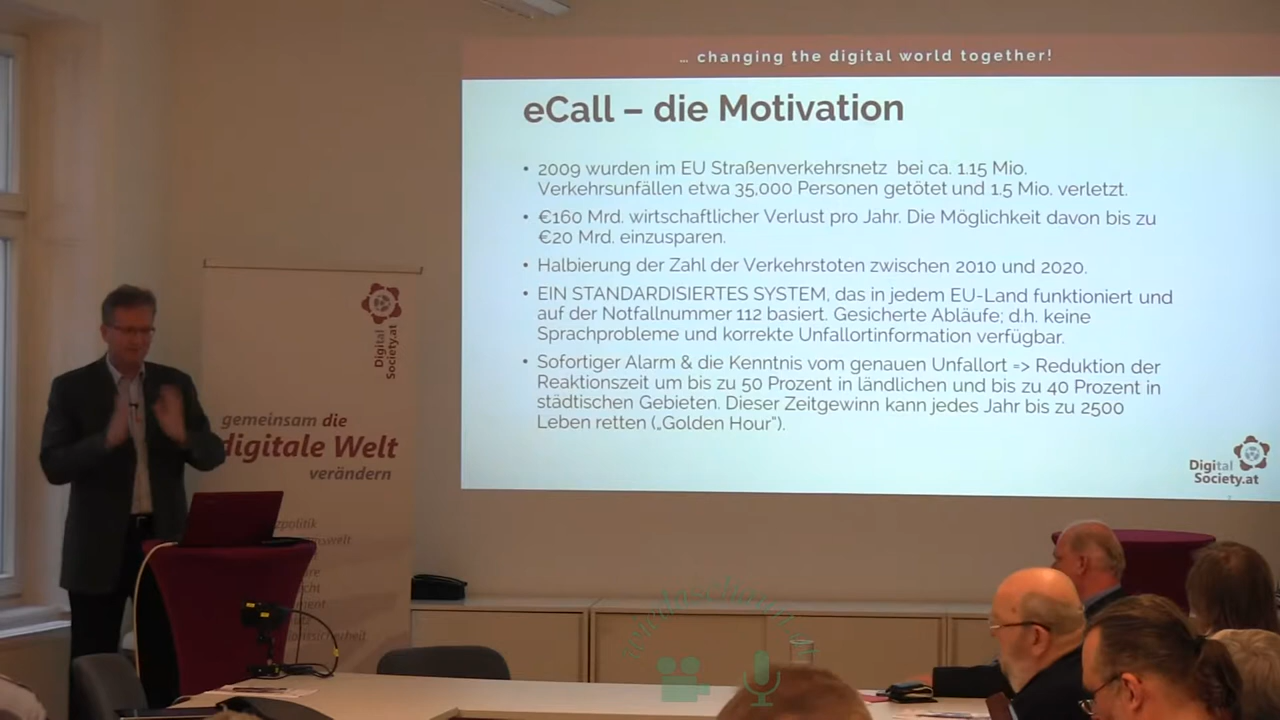 … changing the digital world together!
eCall – die Motivation
• 2009 wurden im EU Straßenverkehrsnetz bei ca. 1.15 Mio.
Verkehrsunfällen etwa 35,000 Personen getötet und 1.5 Mio. verletzt.
• €160 Mrd. wirtschaftlicher Verlust pro Jahr. Die Möglichkeit davon bis zu
€20 Mrd. einzusparen.
• Halbierung der Zahl der Verkehrstoten zwischen 2010 und 2020.
• EIN STANDARDISIERTES SYSTEM, das in jedem EU-Land funktioniert und
auf der Notfallnummer 112 basiert. Gesicherte Abläufe; d.h. keine
Sprachprobleme und korrekte Unfallortinformation verfügbar.
• Sofortiger Alarm & die Kenntnis vom genauen Unfallort => Reduktion der
Reaktionszeit um bis zu 50 Prozent in ländlichen und bis zu 40 Prozent in
städtischen Gebieten. Dieser Zeitgewinn kann jedes Jahr bis zu 2500
Leben retten („Golden Hour").
Digital
Society.at
Digital
Society.at
gemeinsam die
digitale Welt
verändern